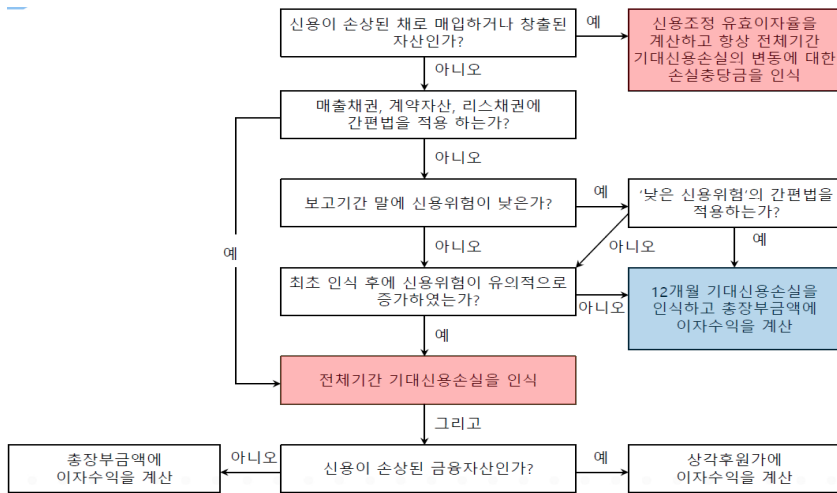 신용이 손상된 채로 매입하거나 창출된
자산인가?
예
신용조정 유효이자율을
계산하고 항상 전체기간
기대신용손실의 변동에 대한
손실충당금을 인식
아니오
매출채권, 계약자산, 리스채권에
간편법을 적용 하는가?
아니오
보고기간 말에 신용위험이 낮은가?
예
‘낮은 신용위험’의 간편법을
적용하는가?
예
아니오
아니오
예
최초 인식 후에 신용위험이 유의적으로
증가하였는가?
아니오
12개월 기대신용손실을
인식하고 총장부금액에
이자수익을 계산
예
전체기간 기대신용손실을 인식
그리고
총장부금액에
이자수익을 계산
아니오
신용이 손상된 금융자산인가?
예
상각후원가에
이자수익을 계산